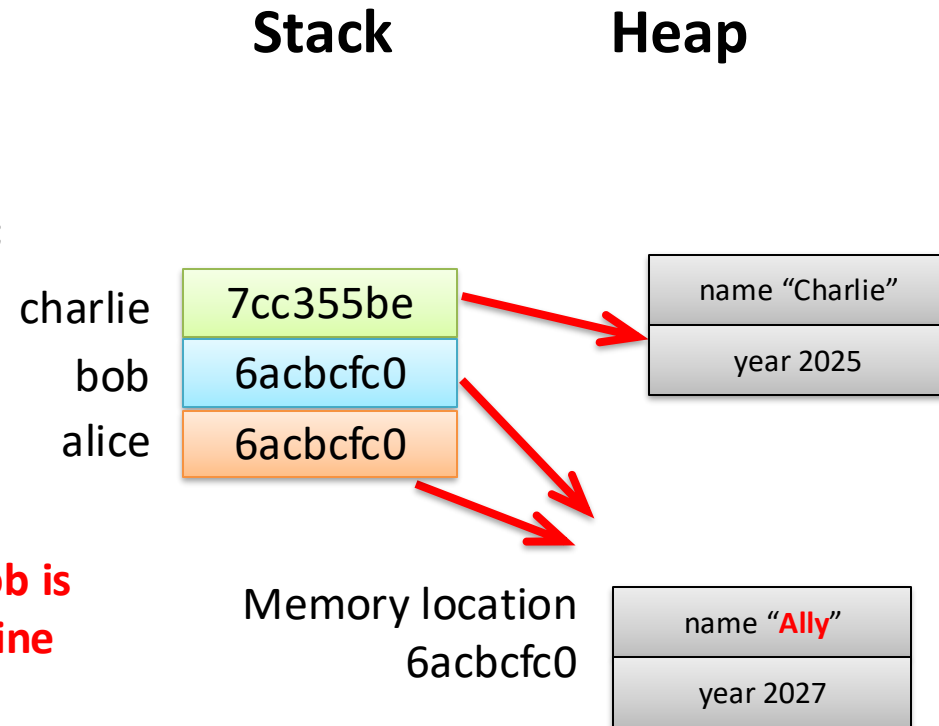 Stack Heap
charlie 7cc355be
name “Charlie”
bob 6acbcfc0
year 2025
alice 6acbcfc0
is
Memory location
6acbcfc0
name “Ally”
year 2027